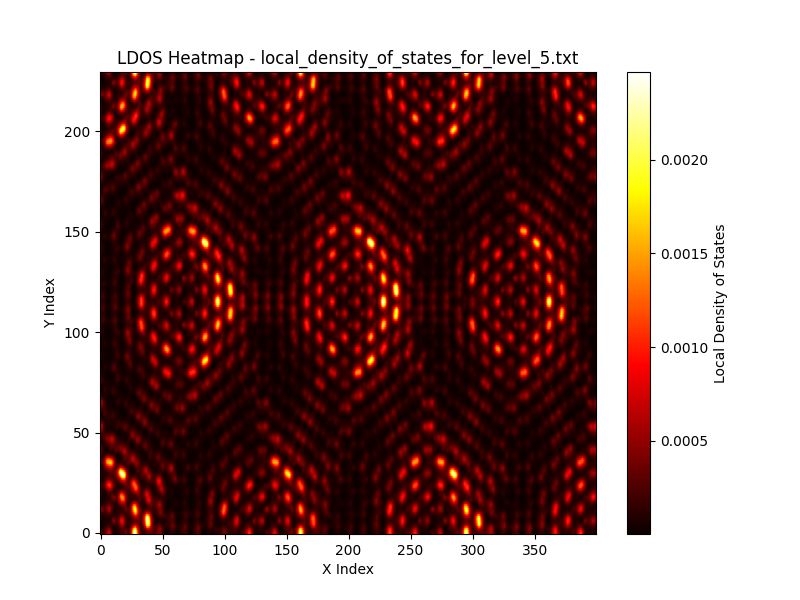 LDOS Heatmap - local_density_of_states_for_level_5.txt
Y Index
200
150
100
50
0
0 50 100 150 200 250 300 350
X Index
0.0020
0.0015
0.0010
0.0005
Local Density of States